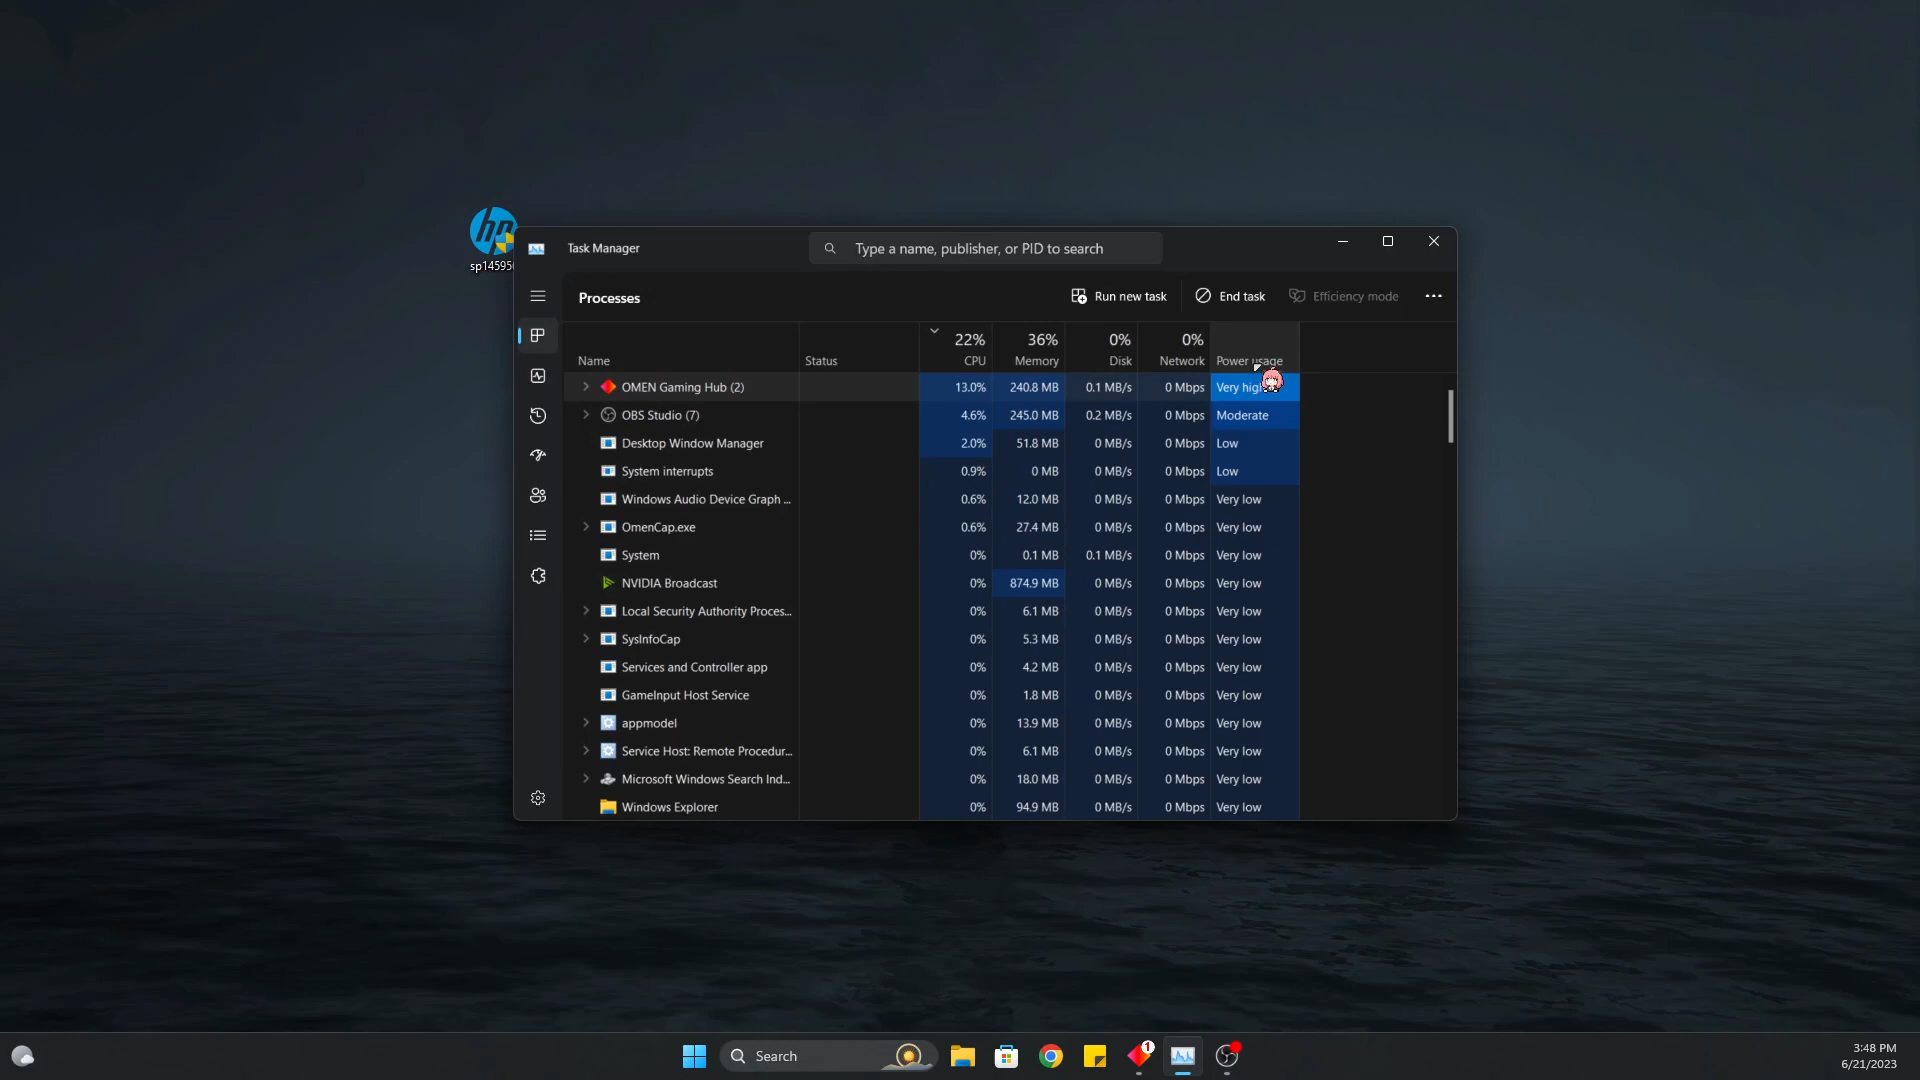 hp
sp14595
Task Manager
Type a name, publisher, or PID to search
Processes
Run new task
End task
Efficiency mode
22% 36% 0% 0%
Name Status CPU Memory Disk Network Power usage
OMEN Gaming Hub (2) 13.0% 240.8 MB 0.1 MB/s 0 Mbps Very high
OBS Studio (7) 4.6% 245.0 MB 0.2 MB/s 0 Mbps Moderate
Desktop Window Manager 2.0% 51.8 MB 0 MB/s 0 Mbps Low
System interrupts 0.9% 0 MB 0 MB/s 0 Mbps Low
Windows Audio Device Graph ... 0.6% 12.0 MB 0 MB/s 0 Mbps Very low
OmenCap.exe 0.6% 27.4 MB 0 MB/s 0 Mbps Very low
System 0% 0.1 MB 0.1 MB/s 0 Mbps Very low
NVIDIA Broadcast 0% 874.9 MB 0 MB/s 0 Mbps Very low
Local Security Authority Proces... 0% 6.1 MB 0 MB/s 0 Mbps Very low
SysInfoCap 0% 5.3 MB 0 MB/s 0 Mbps Very low
Services and Controller app 0% 4.2 MB 0 MB/s 0 Mbps Very low
GameInput Host Service 0% 1.8 MB 0 MB/s 0 Mbps Very low
appmodel 0% 13.9 MB 0 MB/s 0 Mbps Very low
Service Host: Remote Procedur... 0% 6.1 MB 0 MB/s 0 Mbps Very low
Microsoft Windows Search Ind... 0% 18.0 MB 0 MB/s 0 Mbps Very low
Windows Explorer 0% 94.9 MB 0 MB/s 0 Mbps Very low
Search
1
3:48 PM
6/21/2023